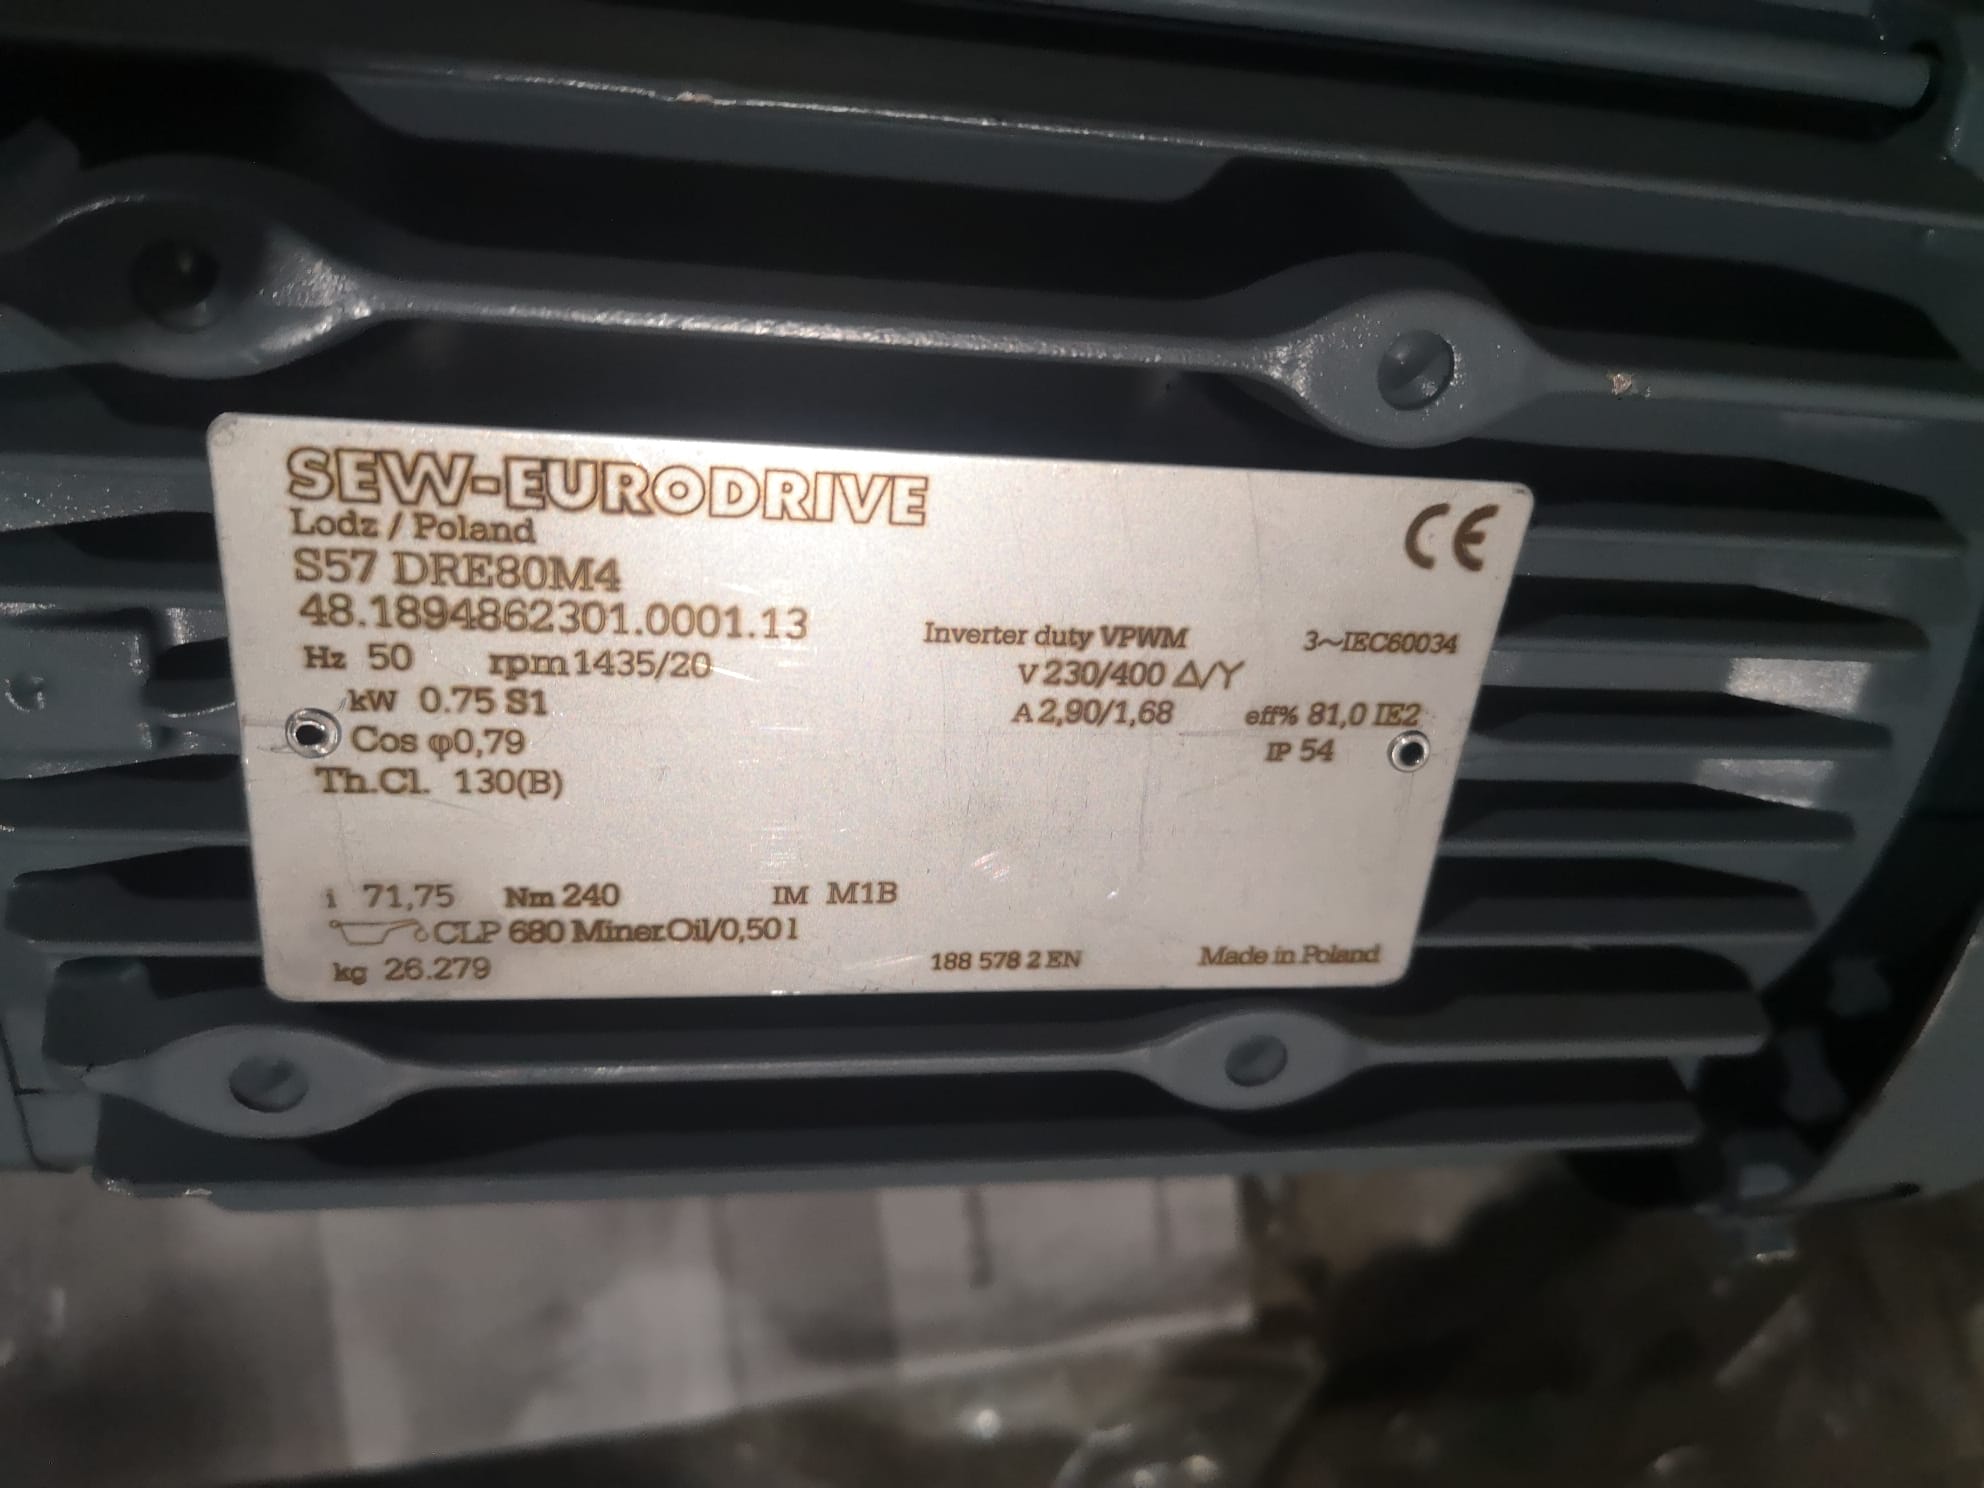 SEW-EURODRIVE
CE
Lodz / Poland
S57 DRE80M4
48.1894862301.0001.13
Inverter duty VPWM 3~IEC60034
Hz 50 rpm 1435/20 V 230/400 Δ/Y
kW 0.75 S1 A 2,90/1,68 eff% 81,0 IE2
Cos φ0,79 IP 54
Th.Cl. 130(B)
i 71,75 Nm 240 IM M1B
CLP 680 Miner.Oil/0,50 l
kg 26.279 188 578 2 EN Made in Poland